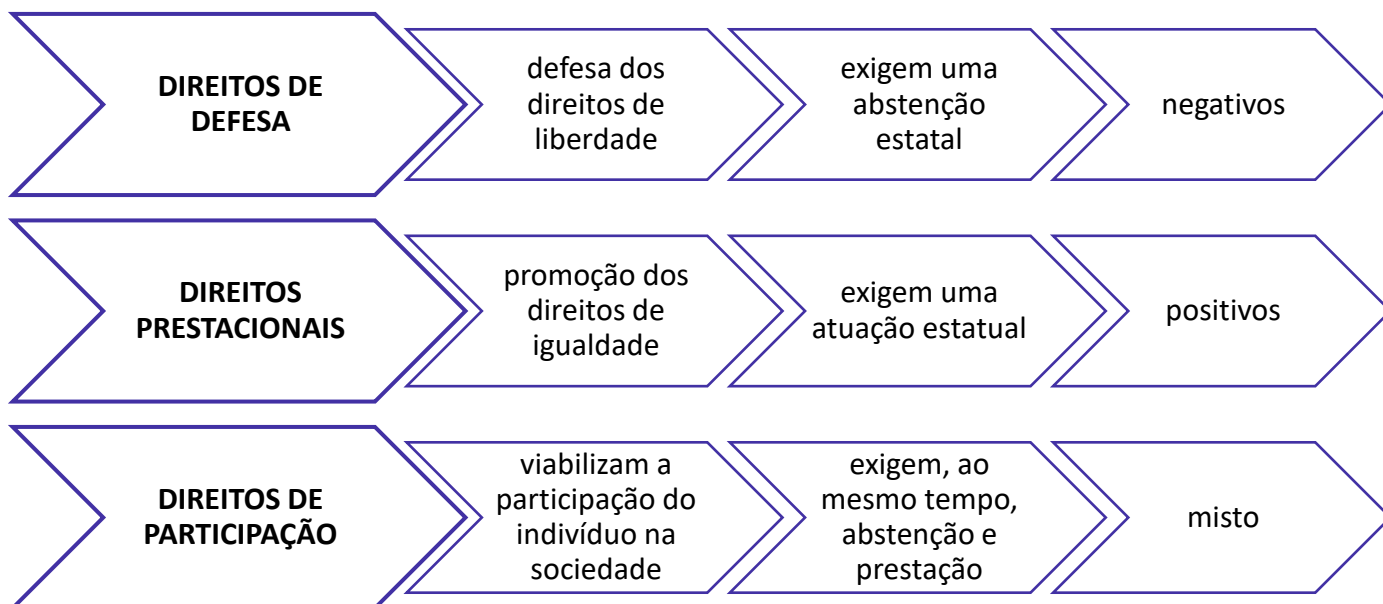 DIREITOS DE
DEFESA
defesa dos
direitos de
liberdade
exigem uma
abstenção
estatal
negativos
DIREITOS
PRESTACIONAIS
promoção dos
direitos de
igualdade
exigem uma
atuação estatual
positivos
DIREITOS DE
PARTICIPAÇÃO
viabilizam a
participação do
indivíduo na
sociedade
exigem, ao
mesmo tempo,
abstenção e
prestação
misto